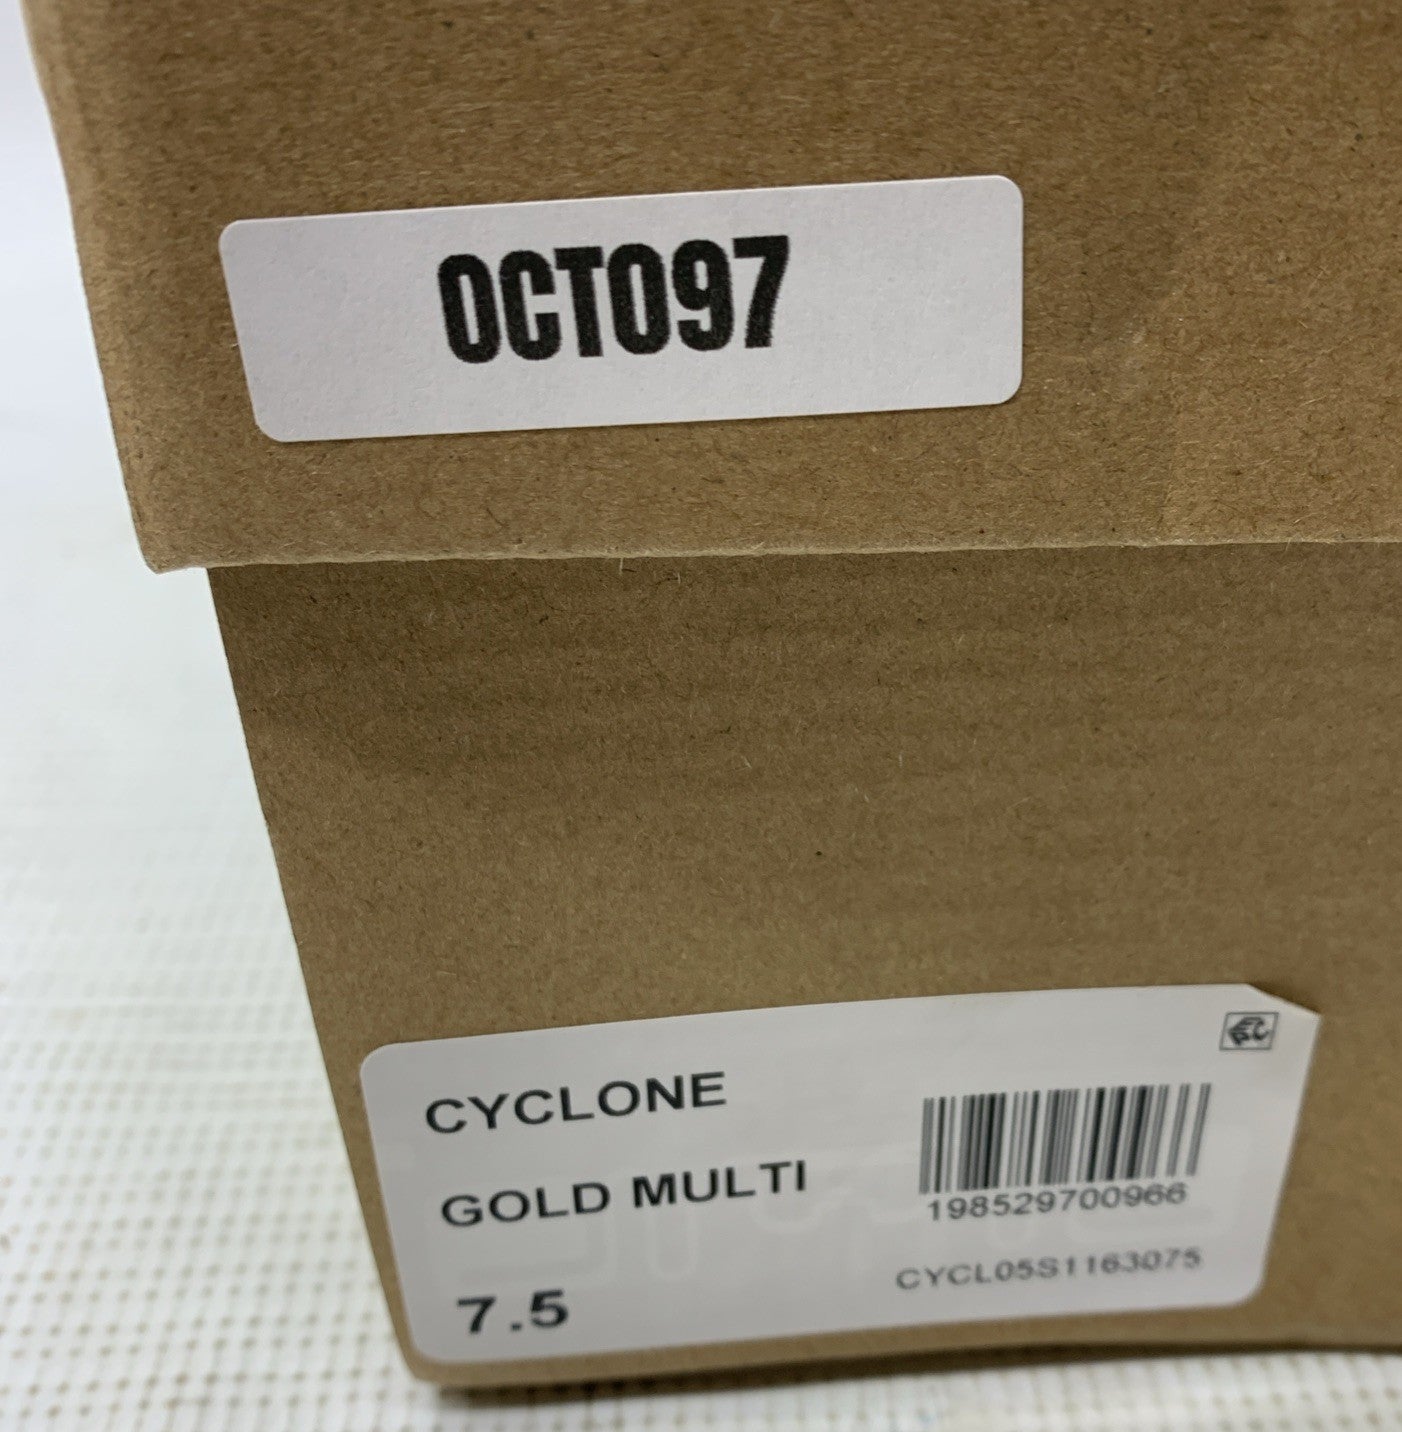 OCT097
CYCLONE
GOLD MULTI
7.5
198529700966
CYCL05S1163075